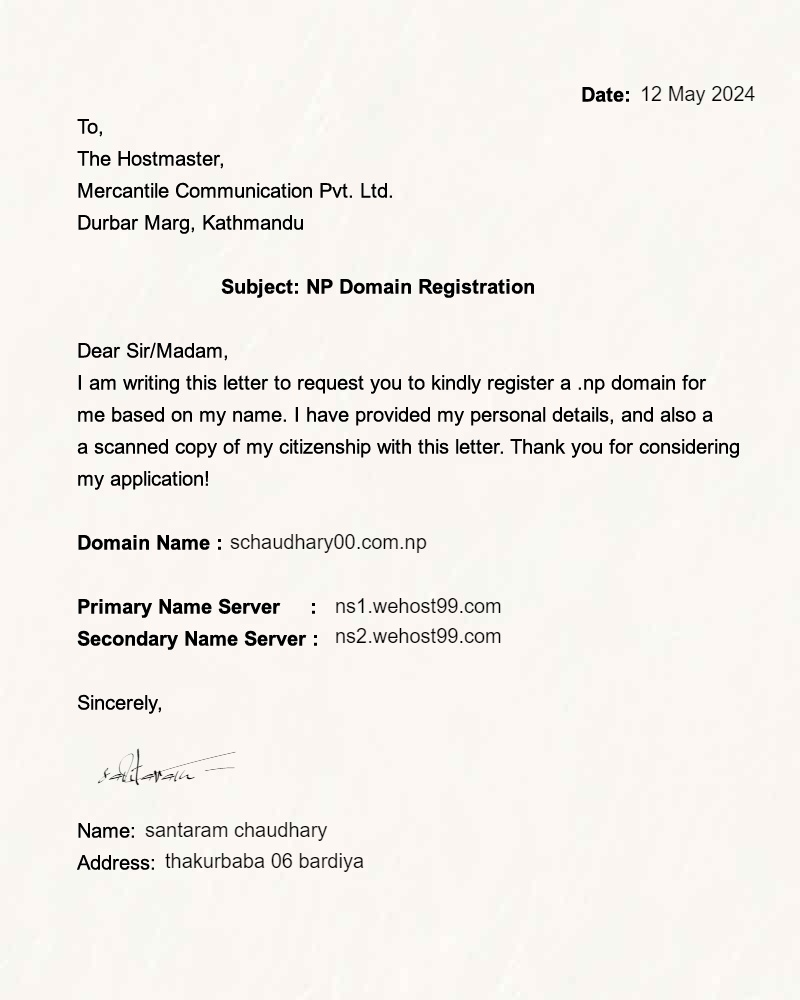 Date: 12 May 2024
To,
The Hostmaster,
Mercantile Communication Pvt. Ltd.
Durbar Marg, Kathmandu
Subject: NP Domain Registration
Dear Sir/Madam,
I am writing this letter to request you to kindly register a .np domain for
me based on my name. I have provided my personal details, and also a
a scanned copy of my citizenship with this letter. Thank you for considering
my application!
Domain Name : schaudhary00.com.np
Primary Name Server : ns1.wehost99.com
Secondary Name Server : ns2.wehost99.com
Sincerely,
Name: santaram chaudhary
Address: thakurbaba 06 bardiya